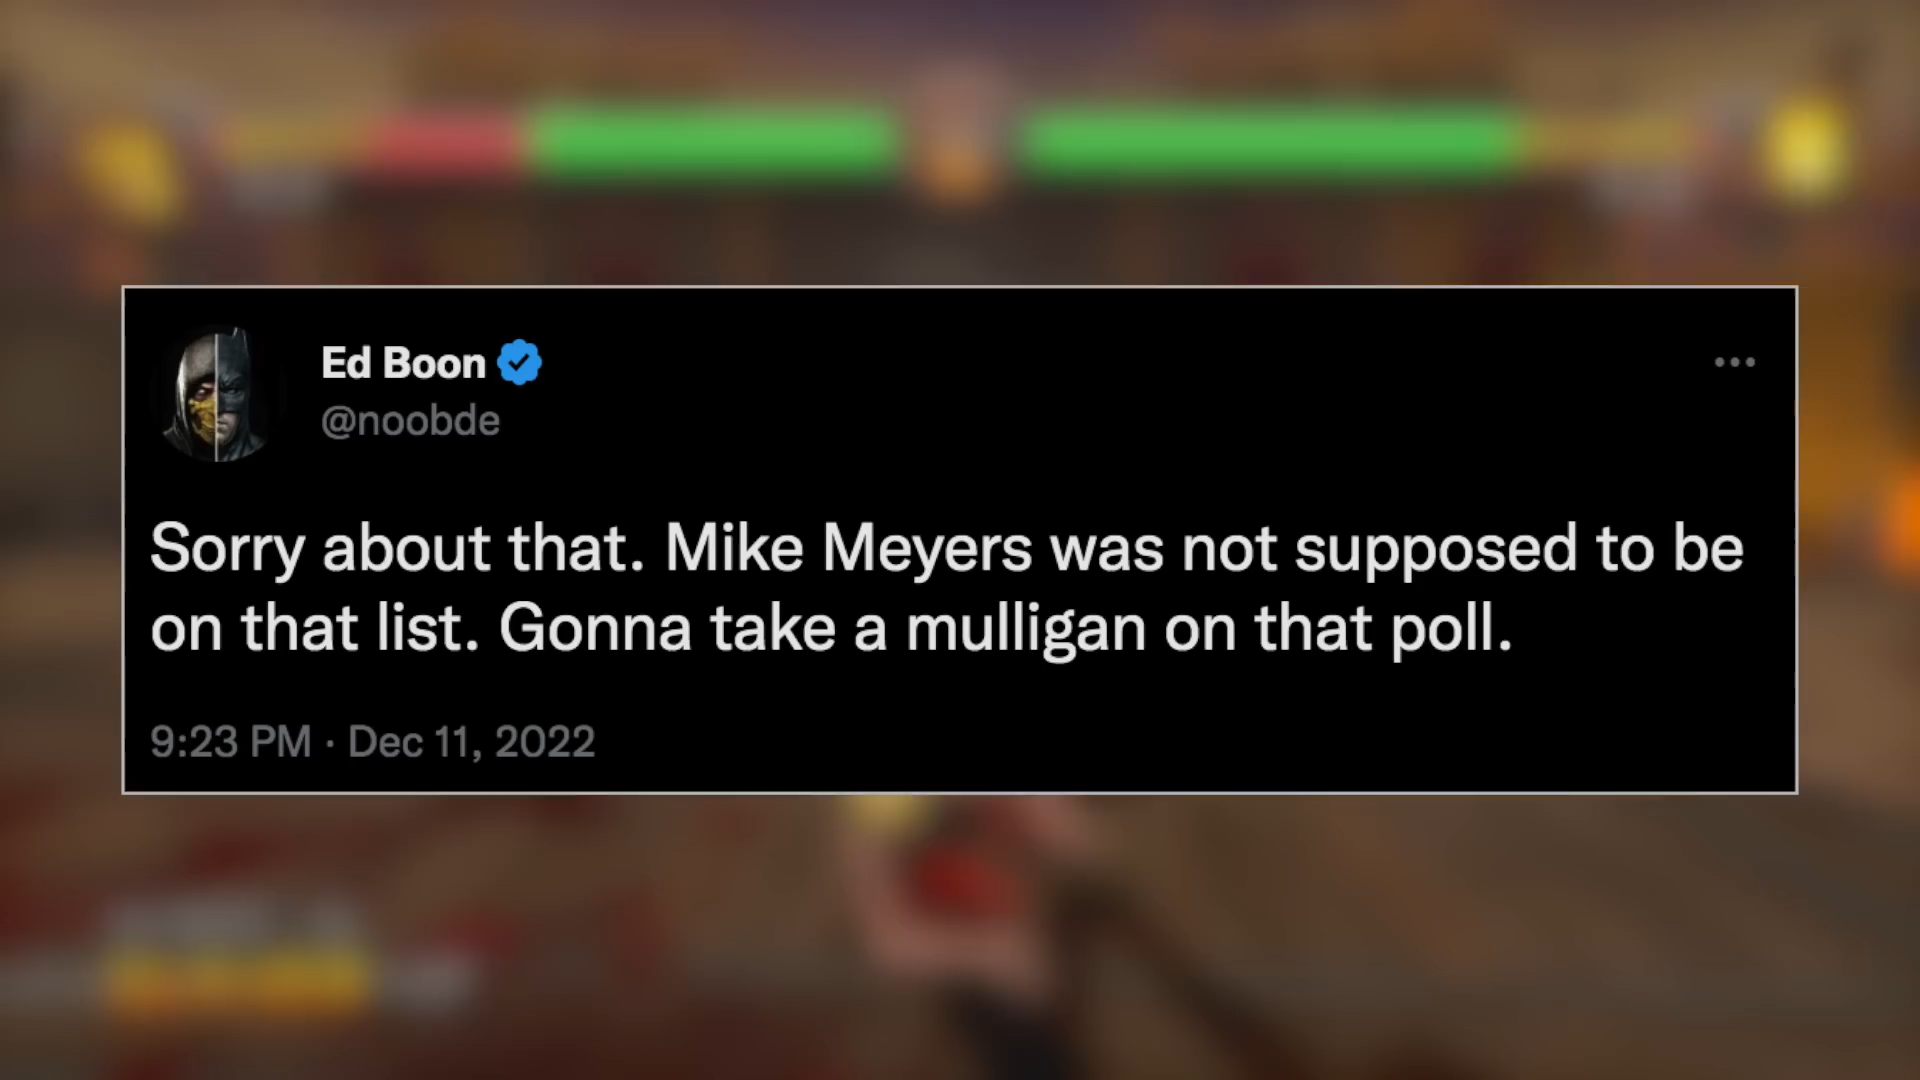 Ed Boon
@noobde
Sorry about that. Mike Meyers was not supposed to be
on that list. Gonna take a mulligan on that poll.
9:23 PM · Dec 11, 2022